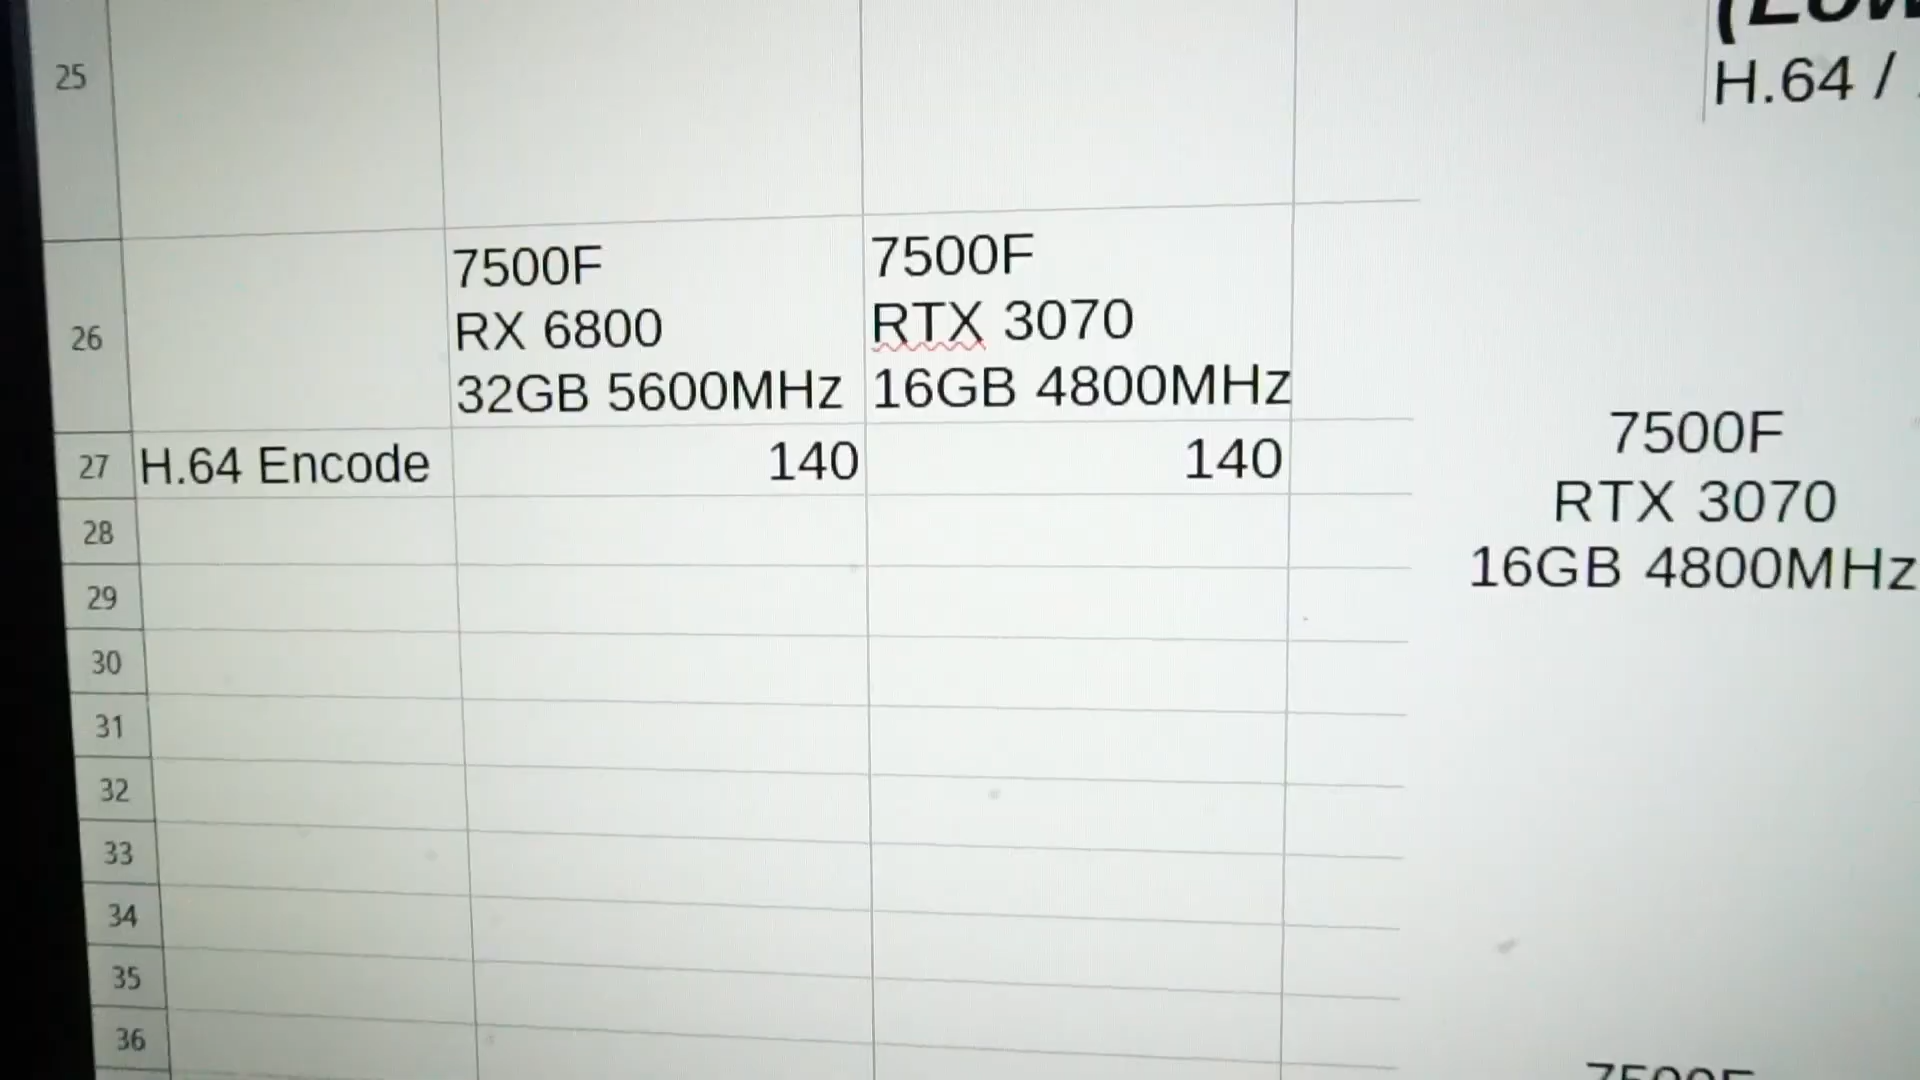 25
26
7500F
RX 6800
32GB 5600MHz
7500F
RTX 3070
16GB 4800MHz
27 H.64 Encode 140 140
28
29
30
31
32
33
34
35
36
H.64 /
7500F
RTX 3070
16GB 4800MHz
7500F